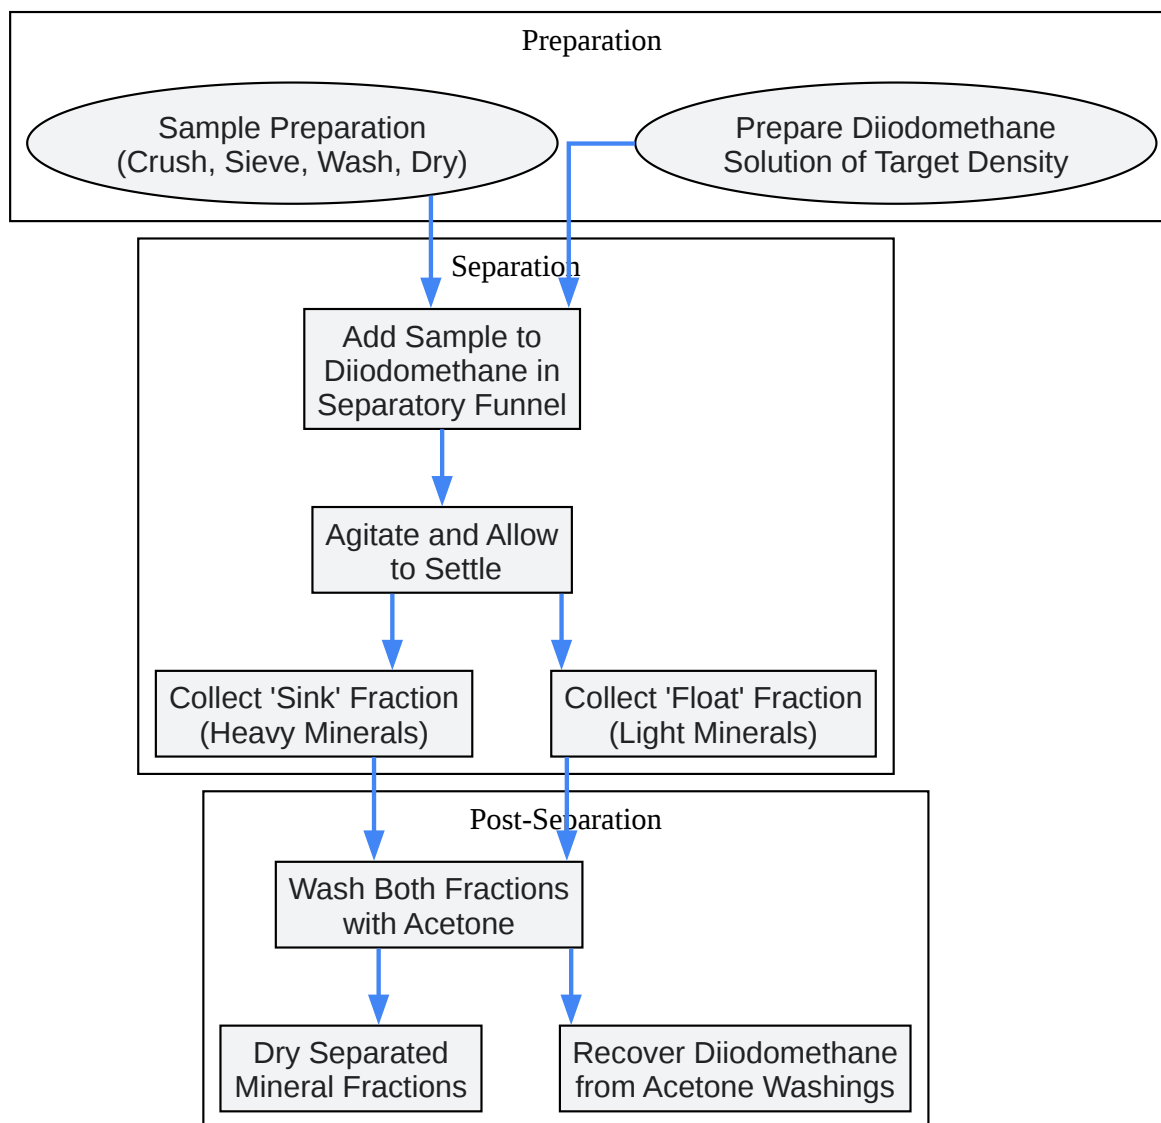 Preparation
Sample Preparation
(Crush, Sieve, Wash, Dry)
Prepare Diiodomethane
Solution of Target Density
Separation
Add Sample to
Diiodomethane in
Separatory Funnel
Agitate and Allow
to Settle
Collect 'Sink' Fraction
(Heavy Minerals)
Collect 'Float' Fraction
(Light Minerals)
Post-Separation
Wash Both Fractions
with Acetone
Dry Separated
Mineral Fractions
Recover Diiodomethane
from Acetone Washings